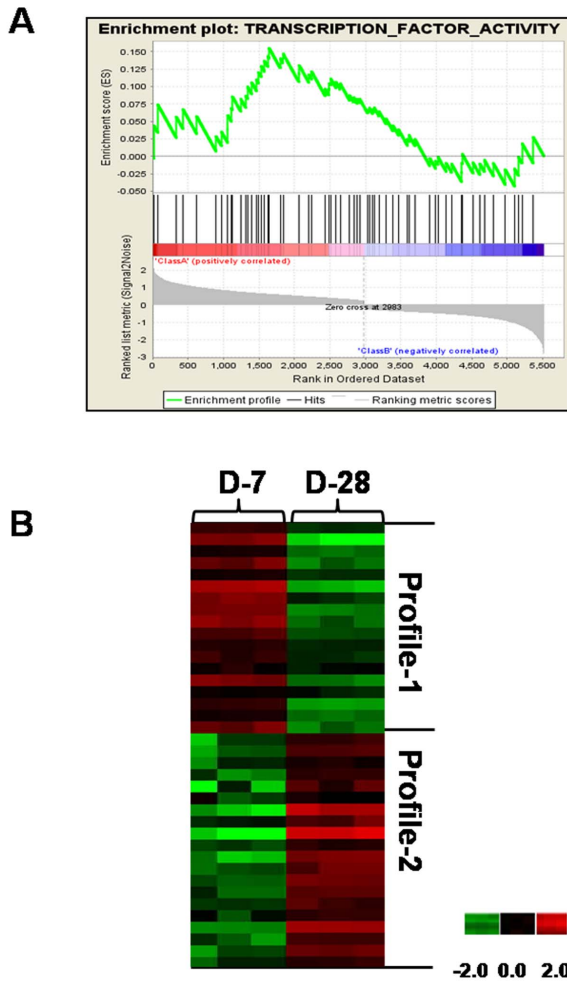 A
Enrichment plot: TRANSCRIPTION_FACTOR_ACTIVITY
Enrichment score (ES)
0.150
0.125
0.100
0.075
0.050
0.025
0.000
-0.025
-0.050
'ClassA' (positively correlated)
Ranked list metric (Signal2Noise)
2
1
0
-1
-2
-3
Zero cross at 2983
'ClassB' (negatively correlated)
0 500 1,000 1,500 2,000 2,500 3,000 3,500 4,000 4,500 5,000 5,500
Rank in Ordered Dataset
Enrichment profile Hits Ranking metric scores
B
D-7 D-28
Profile-1
Profile-2
-2.0 0.0 2.0